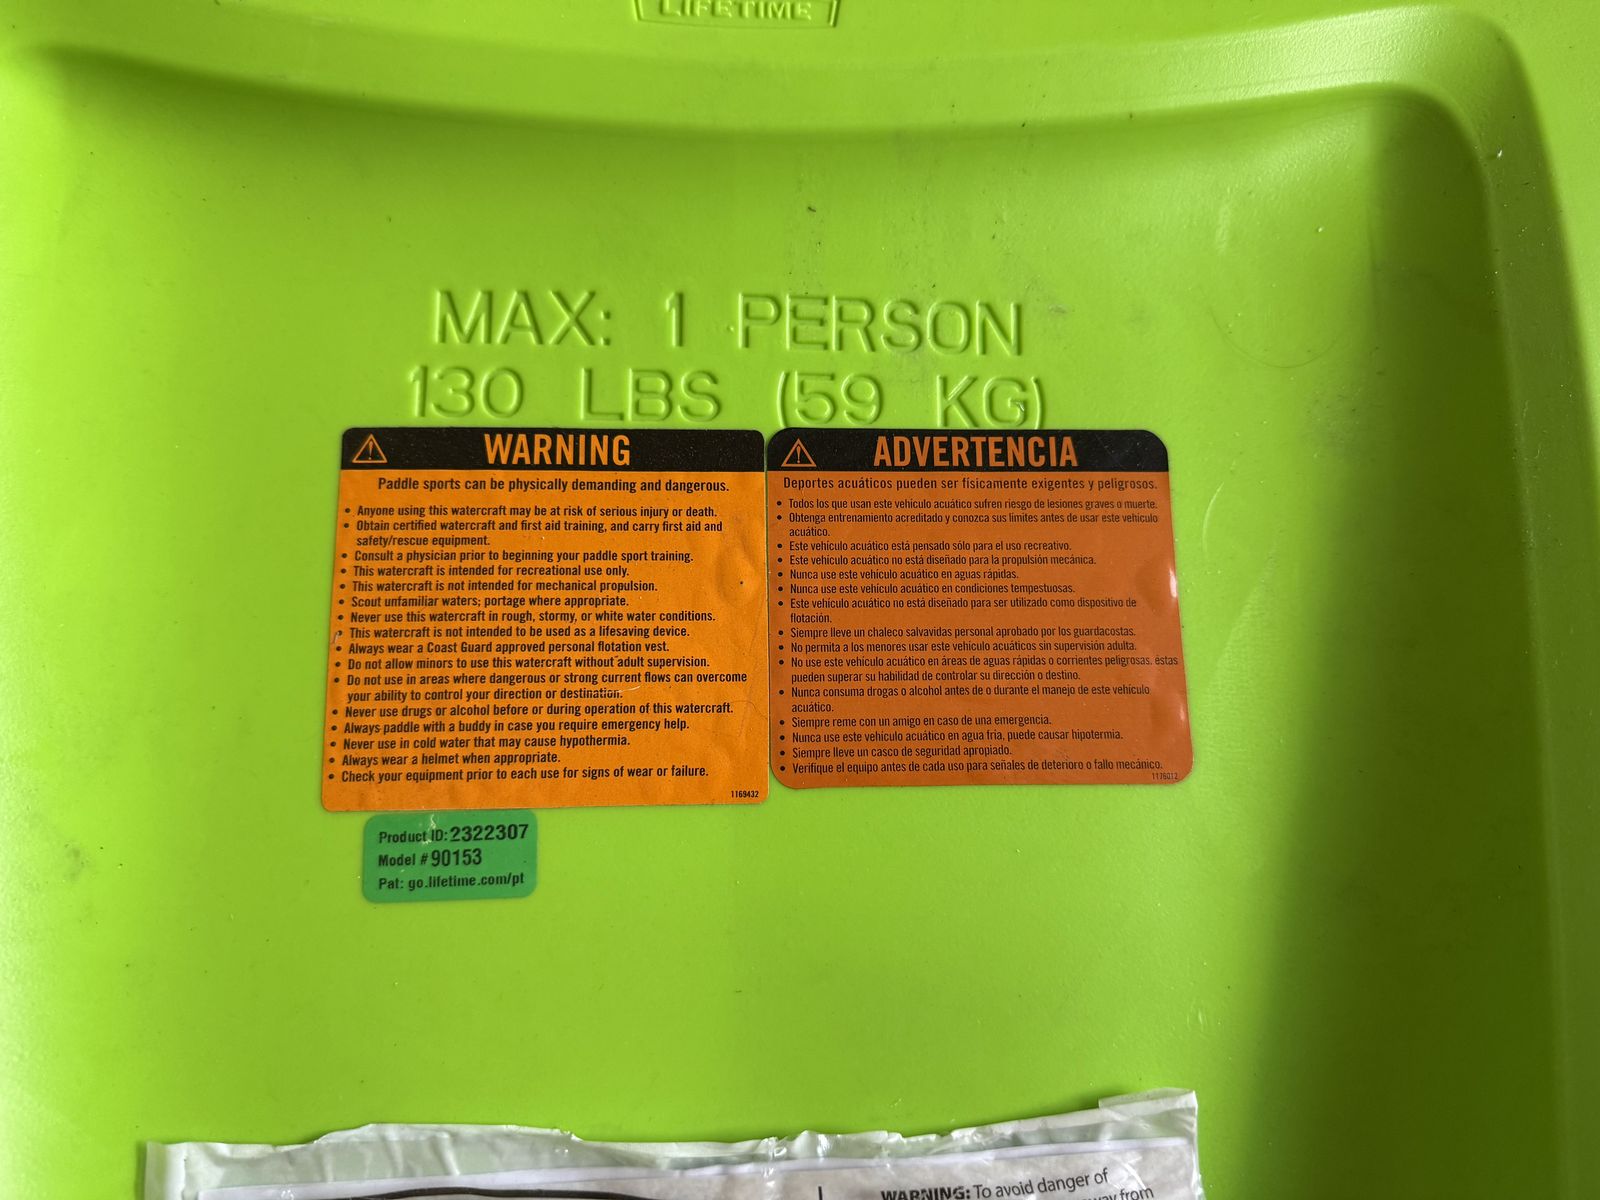 LIFETIME
MAX: 1 PERSON
130 LBS (59 KG)
WARNING
Paddle sports can be physically demanding and dangerous.
• Anyone using this watercraft may be at risk of serious injury or death.
• Obtain certified watercraft and first aid training, and carry first aid and
safety/rescue equipment.
• Consult a physician prior to beginning your paddle sport training.
• This watercraft is intended for recreational use only.
• This watercraft is not intended for mechanical propulsion.
• Scout unfamiliar waters; portage where appropriate.
• Never use this watercraft in rough, stormy, or white water conditions.
• This watercraft is not intended to be used as a lifesaving device.
• Always wear a Coast Guard approved personal flotation vest.
• Do not allow minors to use this watercraft without adult supervision.
• Do not use in areas where dangerous or strong current flows can overcome
your ability to control your direction or destination.
• Never use drugs or alcohol before or during operation of this watercraft.
• Always paddle with a buddy in case you require emergency help.
• Never use in cold water that may cause hypothermia.
• Always wear a helmet when appropriate.
• Check your equipment prior to each use for signs of wear or failure.
1169432
ADVERTENCIA
Deportes acuáticos pueden ser físicamente exigentes y peligrosos.
• Todos los que usan este vehículo acuático sufren riesgo de lesiones graves o muerte.
• Obtenga entrenamiento acreditado y conozca sus límites antes de usar este vehículo
acuático.
• Este vehículo acuático está pensado sólo para el uso recreativo.
• Este vehículo acuático no está diseñado para la propulsión mecánica.
• Nunca use este vehículo acuático en aguas rápidas.
• Nunca use este vehículo acuático en condiciones tempestuosas.
• Este vehículo acuático no está diseñado para ser utilizado como dispositivo de
flotación.
• Siempre lleve un chaleco salvavidas personal aprobado por los guardacostas.
• No permita a los menores usar este vehículo acuáticos sin supervisión adulta.
• No use este vehículo acuático en áreas de aguas rápidas o corrientes peligrosas. éstas
pueden superar su habilidad de controlar su dirección o destino.
• Nunca consuma drogas o alcohol antes de o durante el manejo de este vehículo
acuático.
• Siempre reme con un amigo en caso de una emergencia.
• Nunca use este vehículo acuático en agua fría, puede causar hipotermia.
• Siempre lleve un casco de seguridad apropiado.
• Verifique el equipo antes de cada uso para señales de deterioro o fallo mecánico.
1176012
Product ID: 2322307
Model # 90153
Pat: go.lifetime.com/pt
WARNING: To avoid danger of
away from